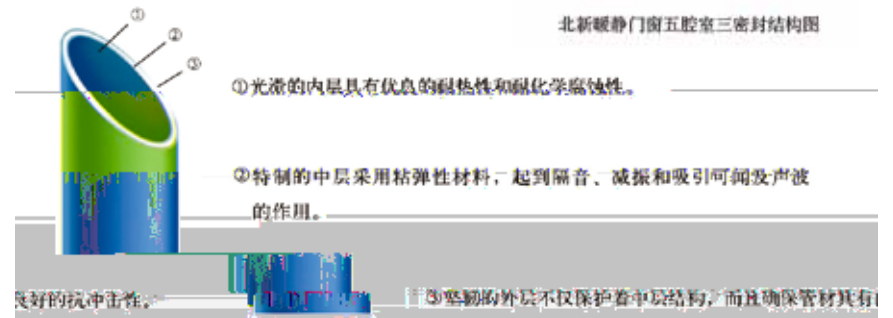 ①
②
③
北新暖静门窗五腔室三密封结构图
①光滑的内层具有优良的耐热性和耐化学腐蚀性。
②特制的中层采用粘弹性材料，起到隔音、减振和吸引可闻及声波
的作用。
③坚韧的外层不仅保护着中层结构，而且确保管材具有
良好的抗冲击性。